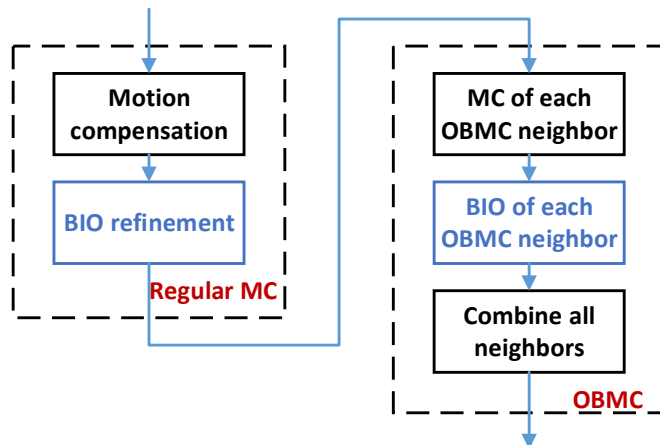 Motion
compensation
BIO refinement
Regular MC
MC of each
OBMC neighbor
BIO of each
OBMC neighbor
Combine all
neighbors
OBMC